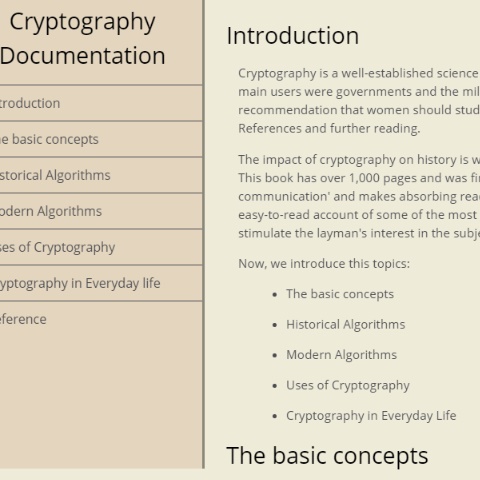 Cryptography
Documentation
troduction
e basic concepts
storical Algorithms
odern Algorithms
ses of Cryptography
yptography in Everyday life
eference
Introduction
Cryptography is a well-established science
main users were governments and the mil
recommendation that women should stud
References and further reading.
The impact of cryptography on history is w
This book has over 1,000 pages and was fi
communication' and makes absorbing rea
easy-to-read account of some of the most
stimulate the layman's interest in the subj
Now, we introduce this topics:
The basic concepts
Historical Algorithms
Modern Algorithms
Uses of Cryptography
Cryptography in Everyday Life
The basic concepts